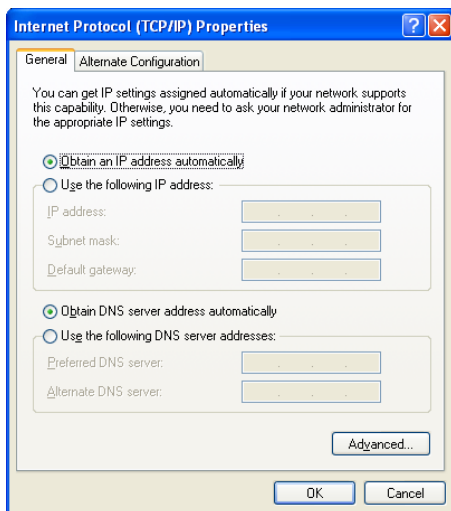 Internet Protocol (TCP/IP) Properties
General
Alternate Configuration
You can get IP settings assigned automatically if your network supports
this capability. Otherwise, you need to ask your network administrator for
the appropriate IP settings.
Obtain an IP address automatically
Use the following IP address:
IP address:
Subnet mask:
Default gateway:
Obtain DNS server address automatically
Use the following DNS server addresses:
Preferred DNS server:
Alternate DNS server:
Advanced...
OK
Cancel